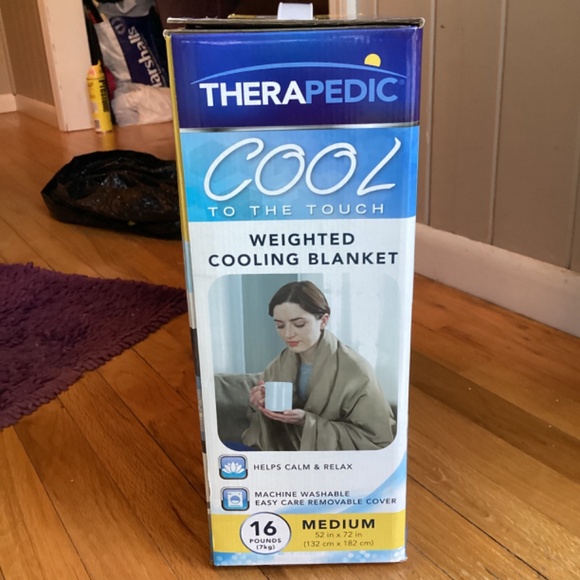 marshalls
THERAPEDIC®
COOL
TO THE TOUCH
WEIGHTED
COOLING BLANKET
HELPS CALM & RELAX
MACHINE WASHABLE
EASY CARE REMOVABLE COVER
16
POUNDS
(7kg)
MEDIUM
52 in x 72 in
(132 cm x 182 cm)